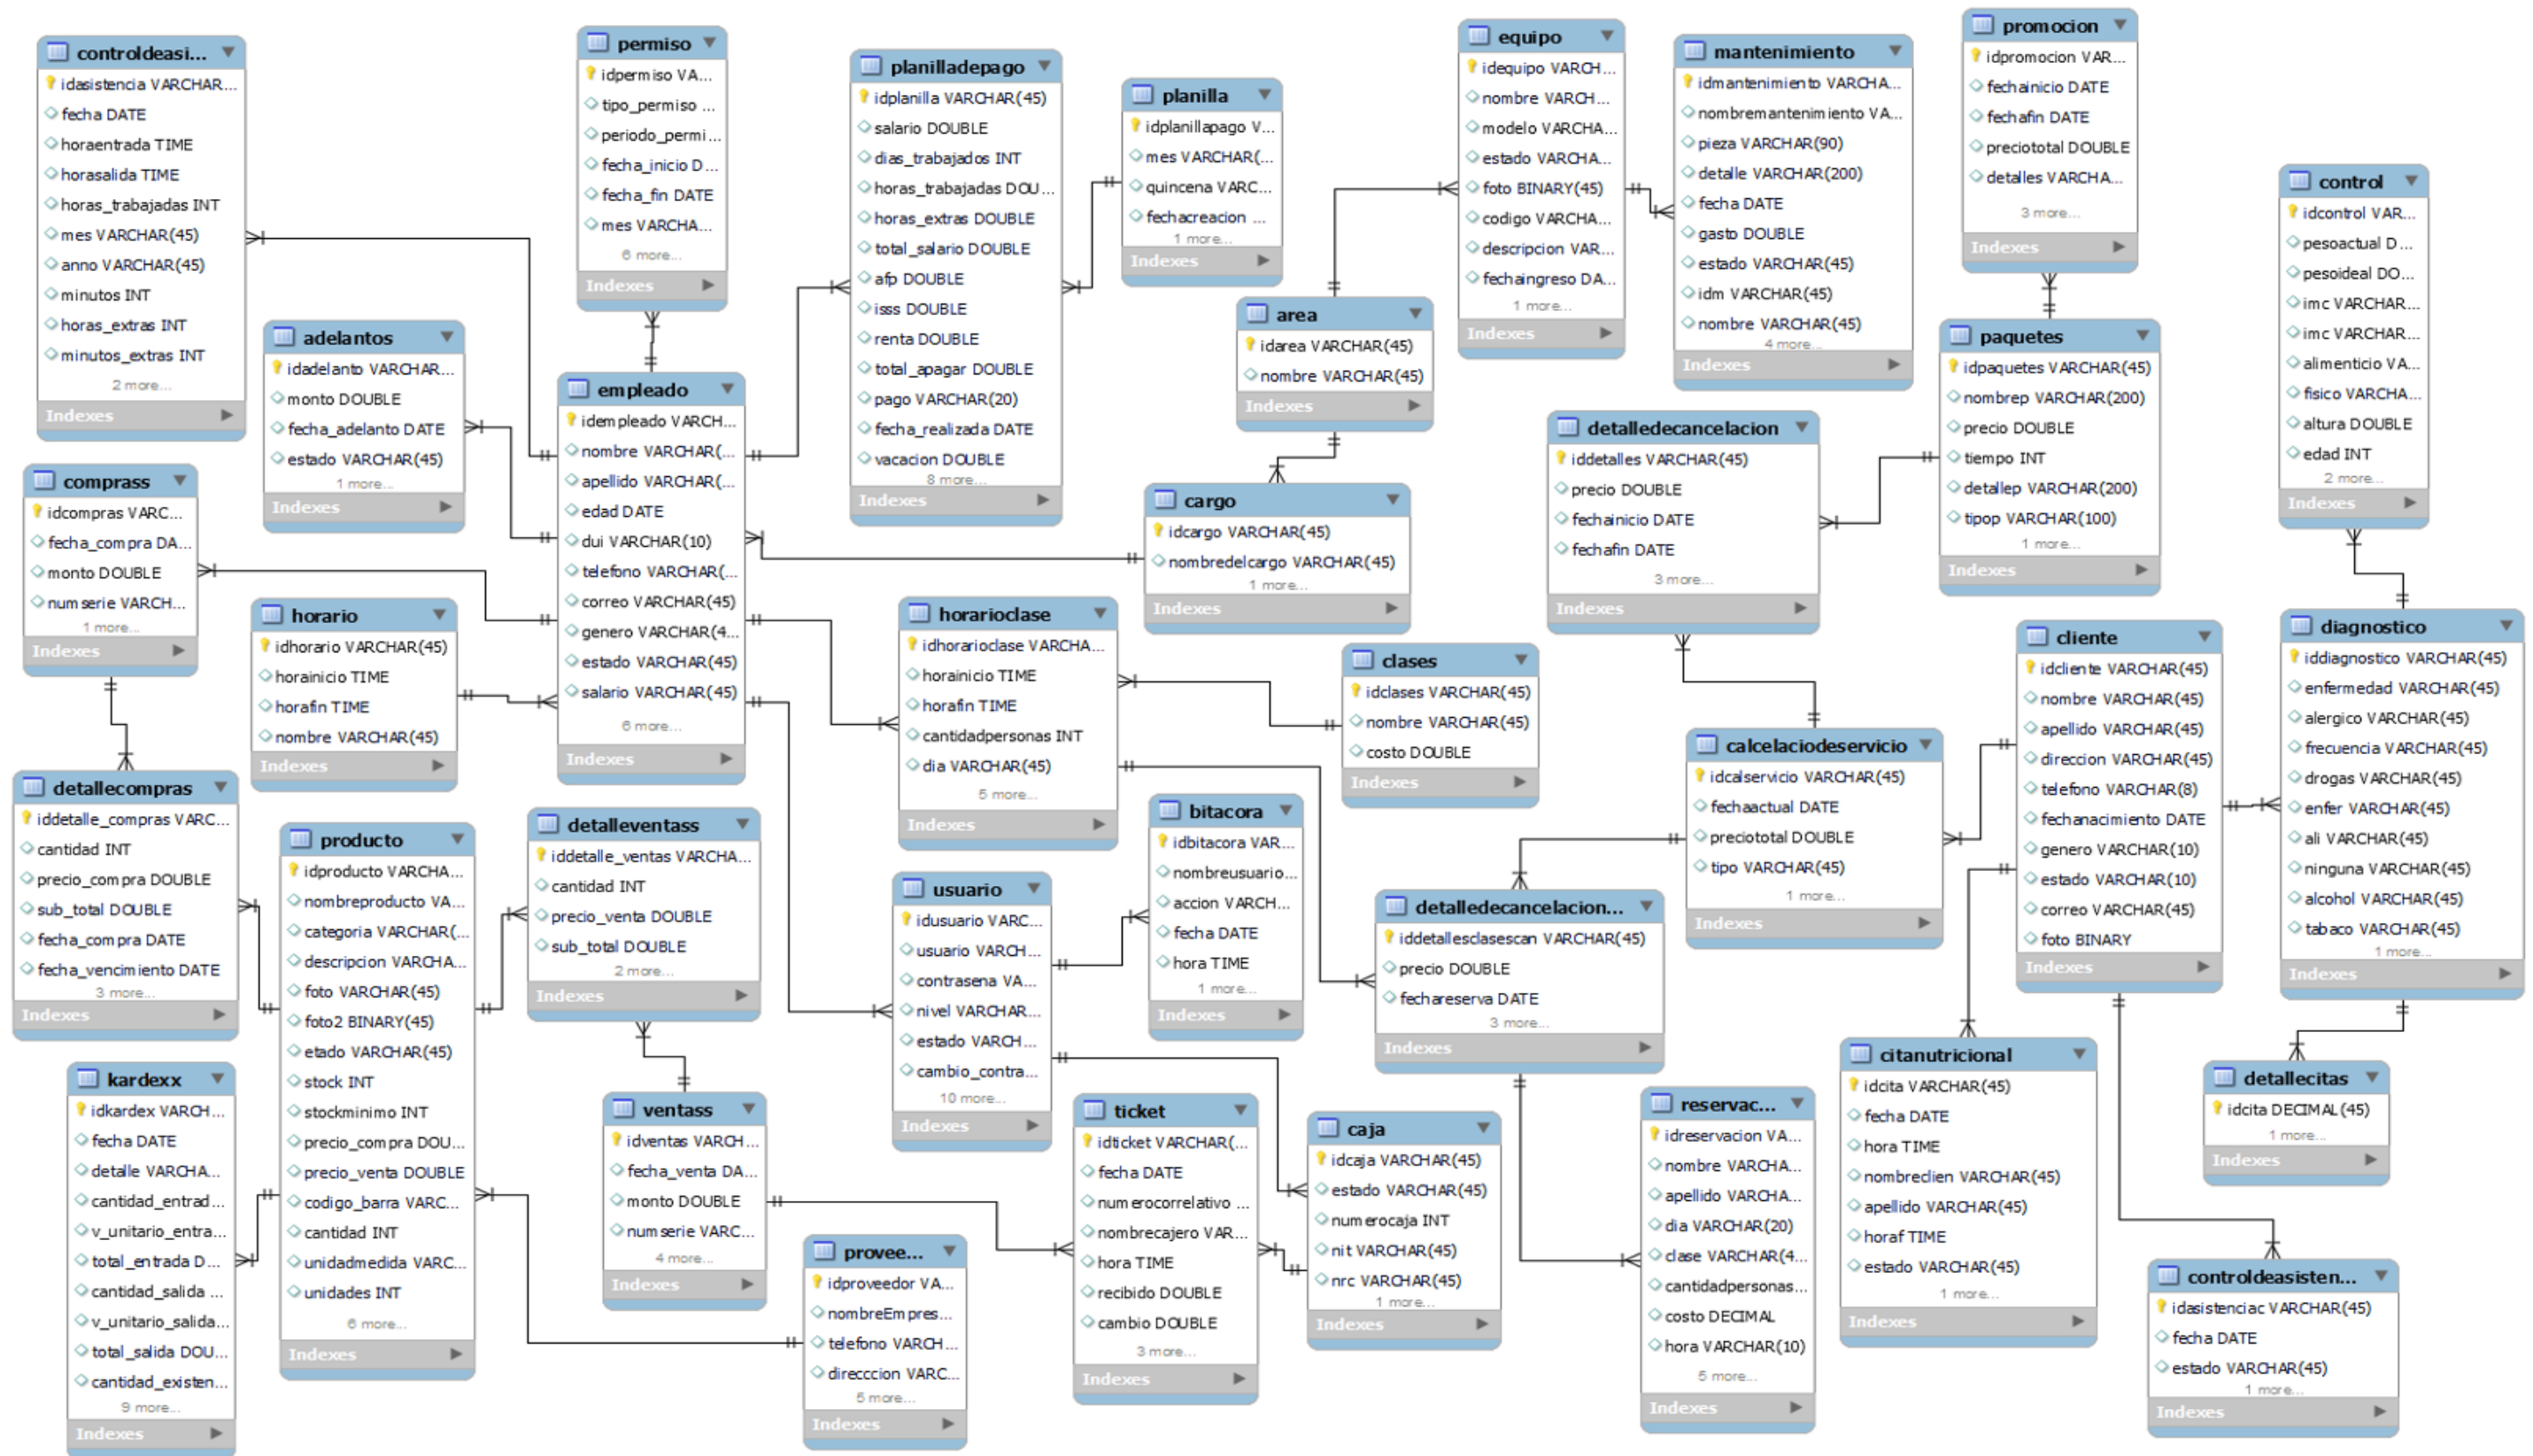 controldeasi...
idasistencia VARCHAR...
fecha DATE
horaentrada TIME
horasalida TIME
horas_trabajadas INT
mes VARCHAR(45)
anno VARCHAR(45)
minutos INT
horas_extras INT
minutos_extras INT
2 more...
Indexes
permiso
idpermiso VA...
tipo_permiso ...
periodo_permi...
fecha_inicio D...
fecha_fin DATE
mes VARCHA...
6 more...
Indexes
planilladepago
idplanilla VARCHAR(45)
salario DOUBLE
dias_trabajados INT
horas_trabajadas DOU...
horas_extras DOUBLE
total_salario DOUBLE
afp DOUBLE
isss DOUBLE
renta DOUBLE
total_apagar DOUBLE
pago VARCHAR(20)
fecha_realizada DATE
vacacion DOUBLE
8 more...
Indexes
planilla
idplanillapago V...
mes VARCHAR(...
quincena VARC...
fechacreacion ...
1 more...
Indexes
equipo
idequipo VARCH...
nombre VARCH...
modelo VARCHA...
estado VARCHA...
foto BINARY(45)
codigo VARCHA...
descripcion VAR...
fechaingreso DA...
1 more...
Indexes
mantenimiento
idmantenimiento VARCHA...
nombremantenimiento VA...
pieza VARCHAR(90)
detalle VARCHAR(200)
fecha DATE
gasto DOUBLE
estado VARCHAR(45)
idm VARCHAR(45)
nombre VARCHAR(45)
4 more...
Indexes
promocion
idpromocion VAR...
fechainicio DATE
fechafin DATE
preciototal DOUBLE
detalles VARCHA...
3 more...
Indexes
control
idcontrol VAR...
pesoactual D...
pesoideal DO...
imc VARCHAR...
imc VARCHAR...
alimenticio VA...
fisico VARCHA...
altura DOUBLE
edad INT
2 more...
Indexes
adelantos
idadelanto VARCHAR...
monto DOUBLE
fecha_adelanto DATE
estado VARCHAR(45)
1 more...
Indexes
empleado
idempleado VARCH...
nombre VARCHAR(...
apellido VARCHAR(...
edad DATE
dui VARCHAR(10)
telefono VARCHAR(...
correo VARCHAR(45)
genero VARCHAR(4...
estado VARCHAR(45)
salario VARCHAR(45)
6 more...
Indexes
area
idarea VARCHAR(45)
nombre VARCHAR(45)
Indexes
paquetes
idpaquetes VARCHAR(45)
nombrep VARCHAR(200)
precio DOUBLE
tiempo INT
detallep VARCHAR(200)
tipop VARCHAR(100)
1 more...
Indexes
comprass
idcompras VARC...
fecha_compra DA...
monto DOUBLE
numserie VARCH...
1 more...
Indexes
cargo
idcargo VARCHAR(45)
nombredelcargo VARCHAR(45)
1 more...
Indexes
detalledecancelacion
iddetalles VARCHAR(45)
precio DOUBLE
fechainicio DATE
fechafin DATE
3 more...
Indexes
horario
idhorario VARCHAR(45)
horainicio TIME
horafin TIME
nombre VARCHAR(45)
Indexes
horarioclase
idhorarioclase VARCHA...
horainicio TIME
horafin TIME
cantidadpersonas INT
dia VARCHAR(45)
5 more...
Indexes
clases
idclases VARCHAR(45)
nombre VARCHAR(45)
costo DOUBLE
Indexes
cliente
idcliente VARCHAR(45)
nombre VARCHAR(45)
apellido VARCHAR(45)
direccion VARCHAR(45)
telefono VARCHAR(8)
fechanacimiento DATE
genero VARCHAR(10)
estado VARCHAR(10)
correo VARCHAR(45)
foto BINARY
Indexes
diagnostico
iddiagnostico VARCHAR(45)
enfermedad VARCHAR(45)
alergico VARCHAR(45)
frecuencia VARCHAR(45)
drogas VARCHAR(45)
enfer VARCHAR(45)
ali VARCHAR(45)
ninguna VARCHAR(45)
alcohol VARCHAR(45)
tabaco VARCHAR(45)
1 more...
Indexes
calcelaciodeservicio
idcalservicio VARCHAR(45)
fechaactual DATE
preciototal DOUBLE
tipo VARCHAR(45)
1 more...
Indexes
detallecompras
iddetalle_compras VARC...
cantidad INT
precio_compra DOUBLE
sub_total DOUBLE
fecha_compra DATE
fecha_vencimiento DATE
3 more...
Indexes
producto
idproducto VARCHA...
nombreproducto VA...
categoria VARCHAR(...
descripcion VARCHA...
foto VARCHAR(45)
foto2 BINARY(45)
etado VARCHAR(45)
stock INT
stockminimo INT
precio_compra DOU...
precio_venta DOUBLE
codigo_barra VARC...
cantidad INT
unidadmedida VARC...
unidades INT
6 more...
Indexes
detalleventass
iddetalle_ventas VARCHA...
cantidad INT
precio_venta DOUBLE
sub_total DOUBLE
2 more...
Indexes
usuario
idusuario VARC...
usuario VARCH...
contrasena VA...
nivel VARCHAR...
estado VARCH...
cambio_contra...
10 more...
Indexes
bitacora
idbitacora VAR...
nombreusuario...
accion VARCH...
fecha DATE
hora TIME
1 more...
Indexes
detalledecancelacion...
iddetallesclasescan VARCHAR(45)
precio DOUBLE
fechareserva DATE
3 more...
Indexes
kardexx
idkardex VARCH...
fecha DATE
detalle VARCHA...
cantidad_entrad...
v_unitario_entra...
total_entrada D...
cantidad_salida ...
v_unitario_salida...
total_salida DOU...
cantidad_existen...
9 more...
Indexes
ventass
idventas VARCH...
fecha_venta DA...
monto DOUBLE
numserie VARC...
4 more...
Indexes
provee...
idproveedor VA...
nombreEmpres...
telefono VARCH...
direcccion VARC...
5 more...
Indexes
ticket
idticket VARCHAR(...
fecha DATE
numerocorrelativo ...
nombrecajero VAR...
hora TIME
recibido DOUBLE
cambio DOUBLE
3 more...
Indexes
caja
idcaja VARCHAR(45)
estado VARCHAR(45)
numerocaja INT
nit VARCHAR(45)
nrc VARCHAR(45)
1 more...
Indexes
reservac...
idreservacion VA...
nombre VARCHA...
apellido VARCHA...
dia VARCHAR(20)
clase VARCHAR(4...
cantidadpersonas...
costo DECIMAL
hora VARCHAR(10)
5 more...
Indexes
citanutricional
idcita VARCHAR(45)
fecha DATE
hora TIME
nombreclien VARCHAR(45)
apellido VARCHAR(45)
horaf TIME
estado VARCHAR(45)
1 more...
Indexes
detallecitas
idcita DECIMAL(45)
1 more...
Indexes
controldeasisten...
idasistenciac VARCHAR(45)
fecha DATE
estado VARCHAR(45)
1 more...
Indexes